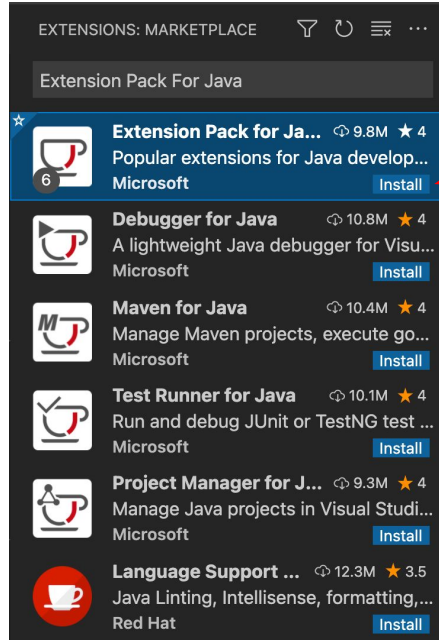 EXTENSIONS: MARKETPLACE
Extension Pack For Java
Extension Pack for Ja... 9.8M ★ 4
Popular extensions for Java develop...
6
Microsoft Install
Debugger for Java 10.8M ★ 4
A lightweight Java debugger for Visu...
Microsoft Install
Maven for Java 10.4M ★ 4
M
Manage Maven projects, execute go...
Microsoft Install
Test Runner for Java 10.1M ★ 4
Run and debug JUnit or TestNG test ...
Microsoft Install
Project Manager for J... 9.3M ★ 4
Manage Java projects in Visual Studi...
Microsoft Install
Language Support ... 12.3M ★ 3.5
Java Linting, Intellisense, formatting,...
Red Hat Install